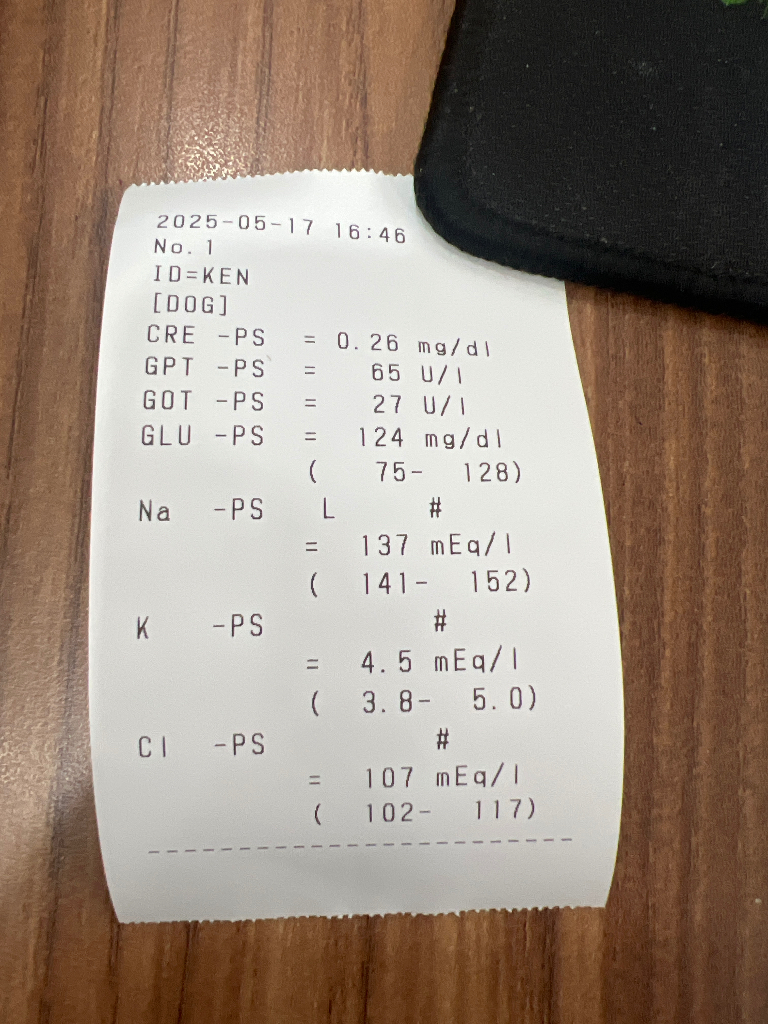 2025-05-17 16:46
No. 1
ID=KEN
[DOG]
CRE -PS = 0.26 mg/dl
GPT -PS = 65 U/l
GOT -PS = 27 U/l
GLU -PS = 124 mg/dl
( 75- 128)
Na -PS L #
= 137 mEq/l
( 141- 152)
K -PS #
= 4.5 mEq/l
( 3.8- 5.0)
Cl -PS #
= 107 mEq/l
( 102- 117)